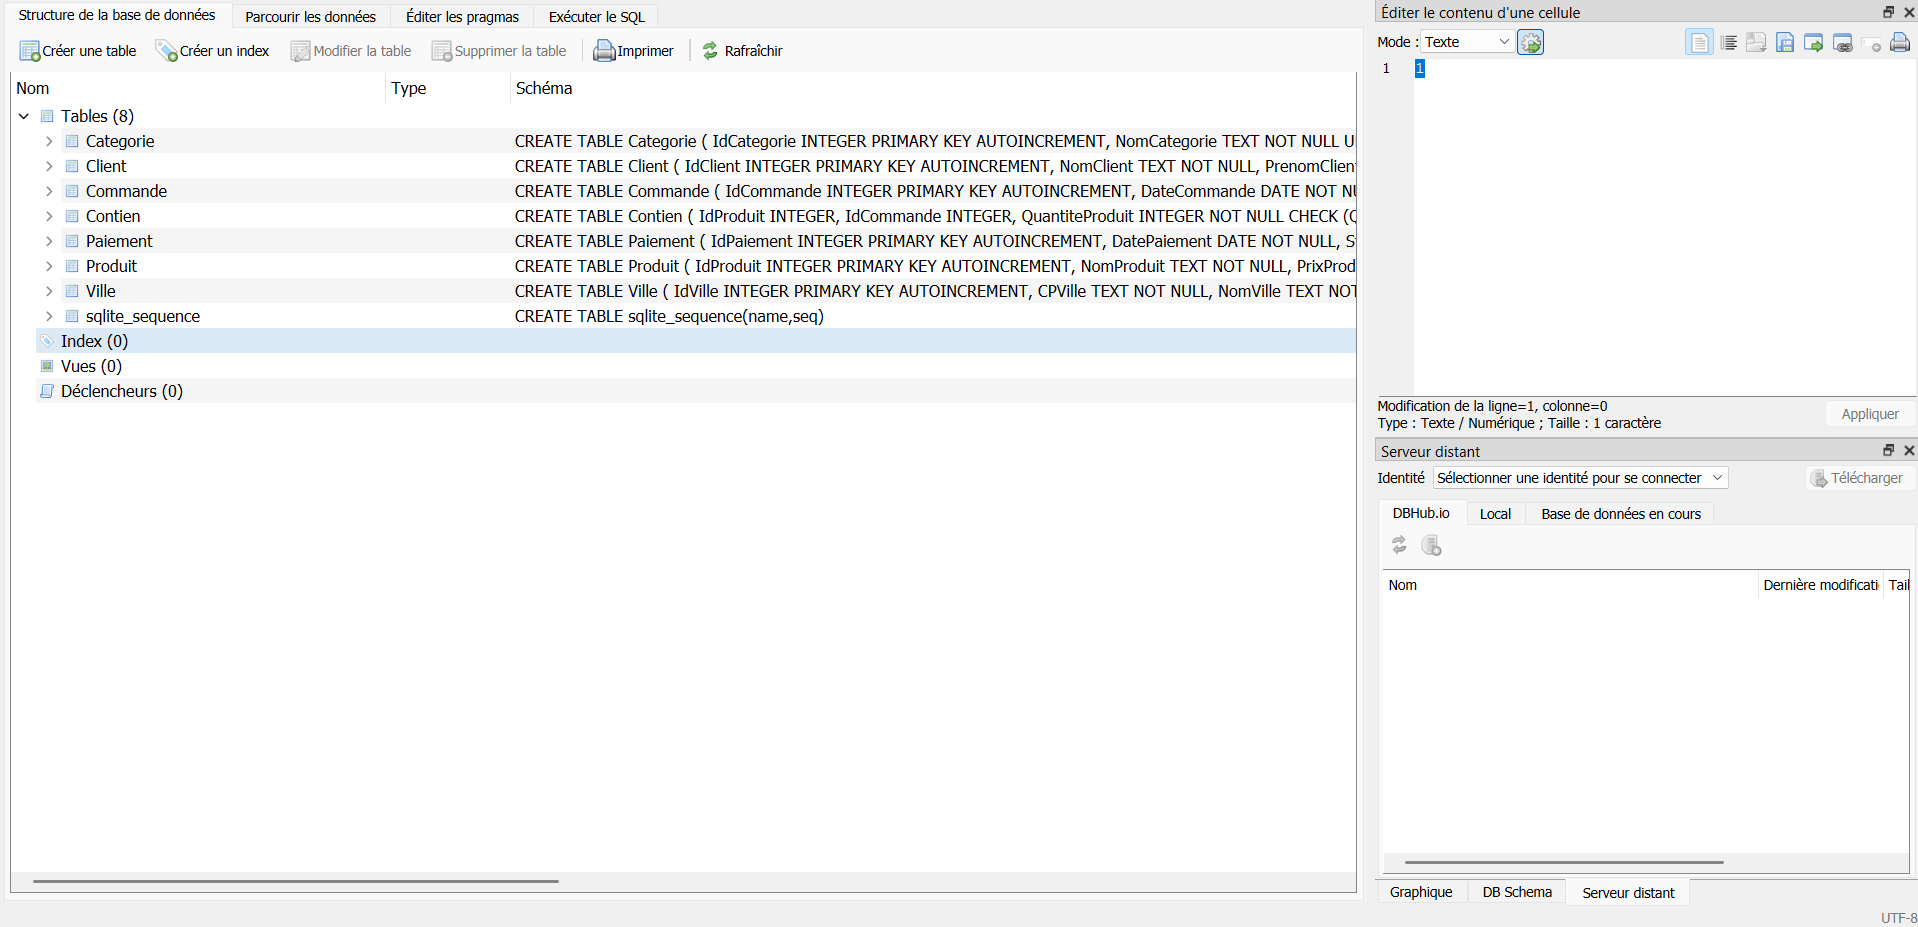 Structure de la base de données Parcourir les données Éditer les pragmas Exécuter le SQL
Créer une table Créer un index Modifier la table Supprimer la table Imprimer Rafraîchir
Nom Type Schéma
Tables (8)
Categorie CREATE TABLE Categorie ( IdCategorie INTEGER PRIMARY KEY AUTOINCREMENT, NomCategorie TEXT NOT NULL U
Client CREATE TABLE Client ( IdClient INTEGER PRIMARY KEY AUTOINCREMENT, NomClient TEXT NOT NULL, PrenomClient
Commande CREATE TABLE Commande ( IdCommande INTEGER PRIMARY KEY AUTOINCREMENT, DateCommande DATE NOT NU
Contien CREATE TABLE Contien ( IdProduit INTEGER, IdCommande INTEGER, QuantiteProduit INTEGER NOT NULL CHECK (Q
Paiement CREATE TABLE Paiement ( IdPaiement INTEGER PRIMARY KEY AUTOINCREMENT, DatePaiement DATE NOT NULL, S
Produit CREATE TABLE Produit ( IdProduit INTEGER PRIMARY KEY AUTOINCREMENT, NomProduit TEXT NOT NULL, PrixProd
Ville CREATE TABLE Ville ( IdVille INTEGER PRIMARY KEY AUTOINCREMENT, CPVille TEXT NOT NULL, NomVille TEXT NOT
sqlite_sequence CREATE TABLE sqlite_sequence(name,seq)
Index (0)
Vues (0)
Déclencheurs (0)
Éditer le contenu d'une cellule
Mode : Texte
1 1
Modification de la ligne=1, colonne=0
Type : Texte / Numérique ; Taille : 1 caractère
Appliquer
Serveur distant
Identité Sélectionner une identité pour se connecter Télécharger
DBHub.io Local Base de données en cours
Nom Dernière modificati Tail
Graphique DB Schema Serveur distant
UTF-8